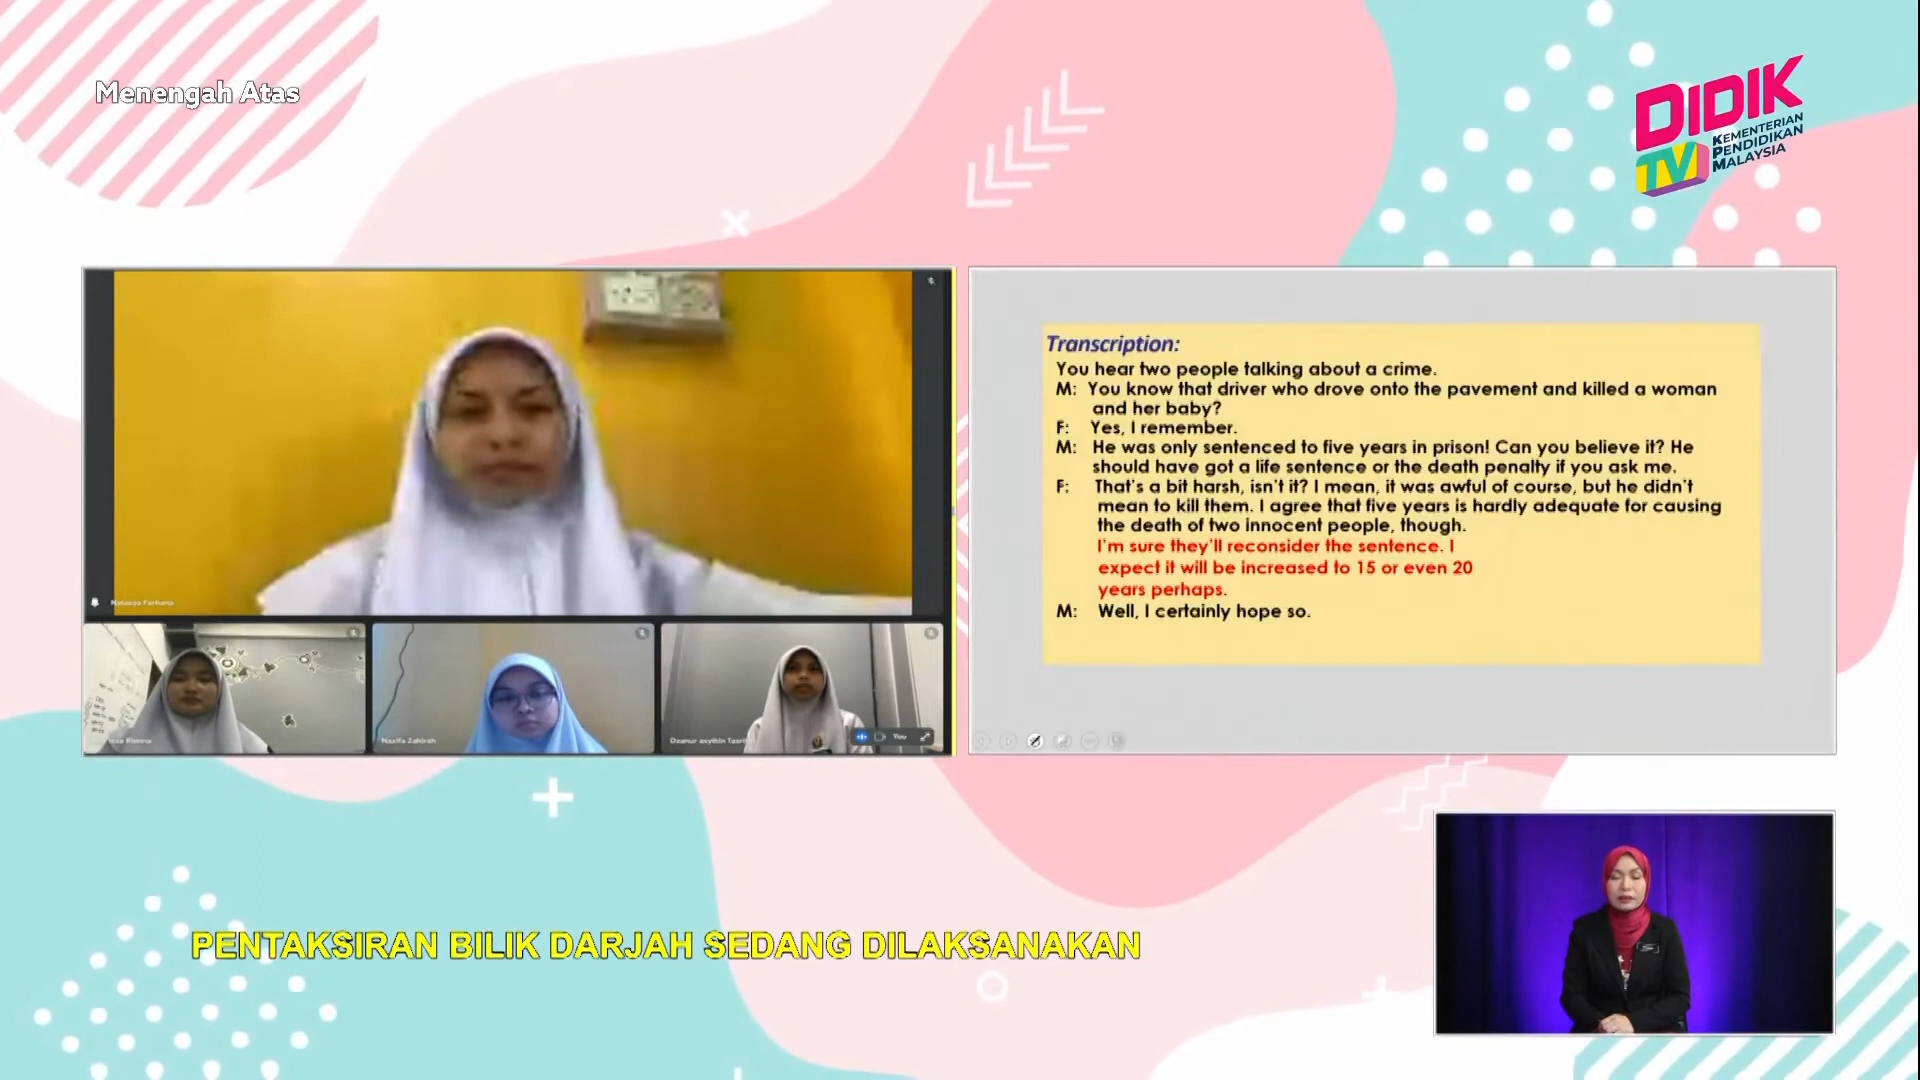 Menengah Atas
DIDIK
TV
KEMENTERIAN
PENDIDIKAN
MALAYSIA
Transcription:
You hear two people talking about a crime.
M: You know that driver who drove onto the pavement and killed a woman
and her baby?
F: Yes, I remember.
M: He was only sentenced to five years in prison! Can you believe it? He
should have got a life sentence or the death penalty if you ask me.
F: That's a bit harsh, isn't it? I mean, it was awful of course, but he didn't
mean to kill them. I agree that five years is hardly adequate for causing
the death of two innocent people, though.
I'm sure they'll reconsider the sentence. I
expect it will be increased to 15 or even 20
years perhaps.
M: Well, I certainly hope so.
Natasya Farhana
Nazifa Zahirah
You
PENTAKSIRAN BILIK DARJAH SEDANG DILAKSANAKAN